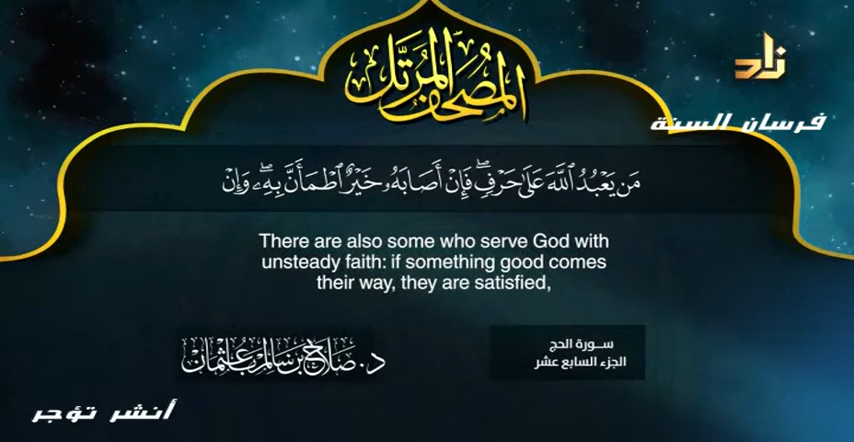 المصحف المرتل
زاد
فرسان السنة
مَن يَعْبُدُ ٱللَّهَ عَلَىٰ حَرْفٍۖ فَإِنْ أَصَابَهُۥ خَيْرٌ ٱطْمَأَنَّ بِهِۦۖ وَإِنْ
There are also some who serve God with
unsteady faith: if something good comes
their way, they are satisfied,
سـورة الحج
الجزء السابع عشر
د. صلاح بن سالم باعثمان
أنشر تؤجر